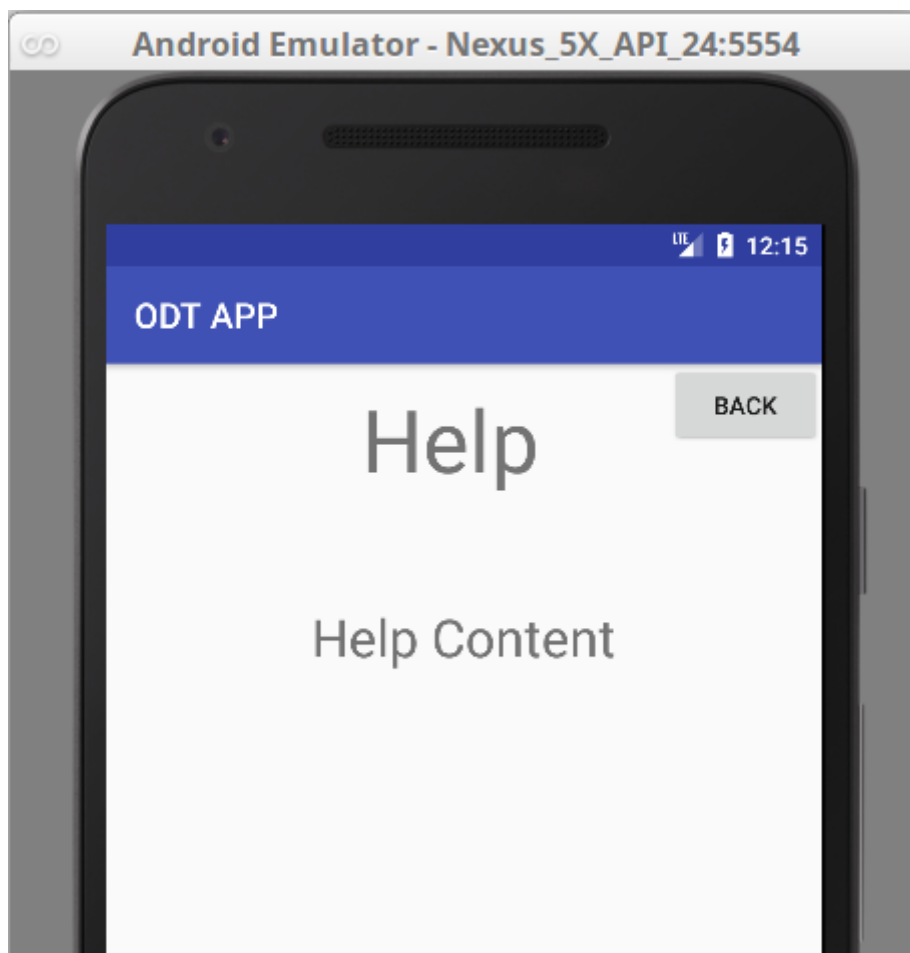 Android Emulator - Nexus_5X_API_24:5554
LTE 12:15
ODT APP
BACK
Help
Help Content